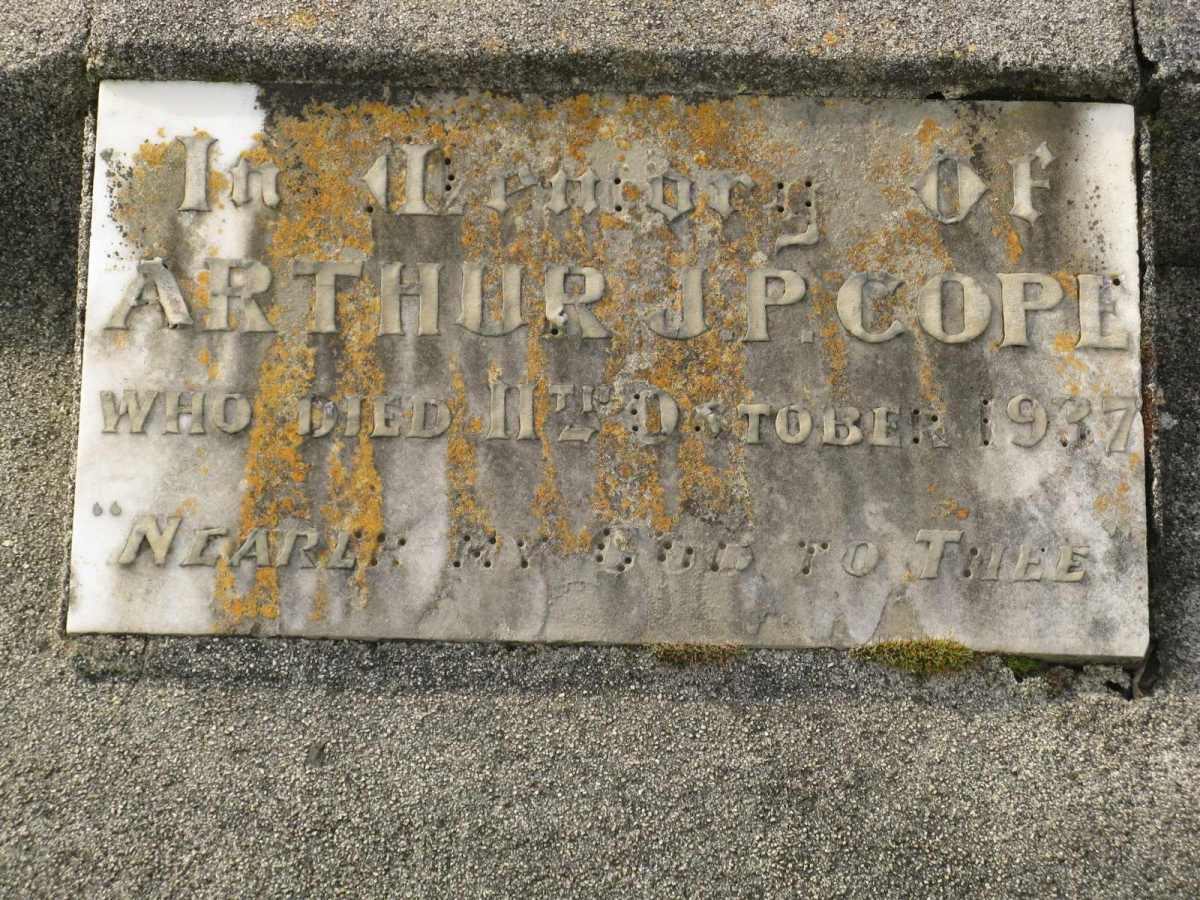 In Memory Of
ARTHUR J.P. COPE
WHO DIED 11TH OCTOBER 1937
"NEARER MY GOD TO THEE